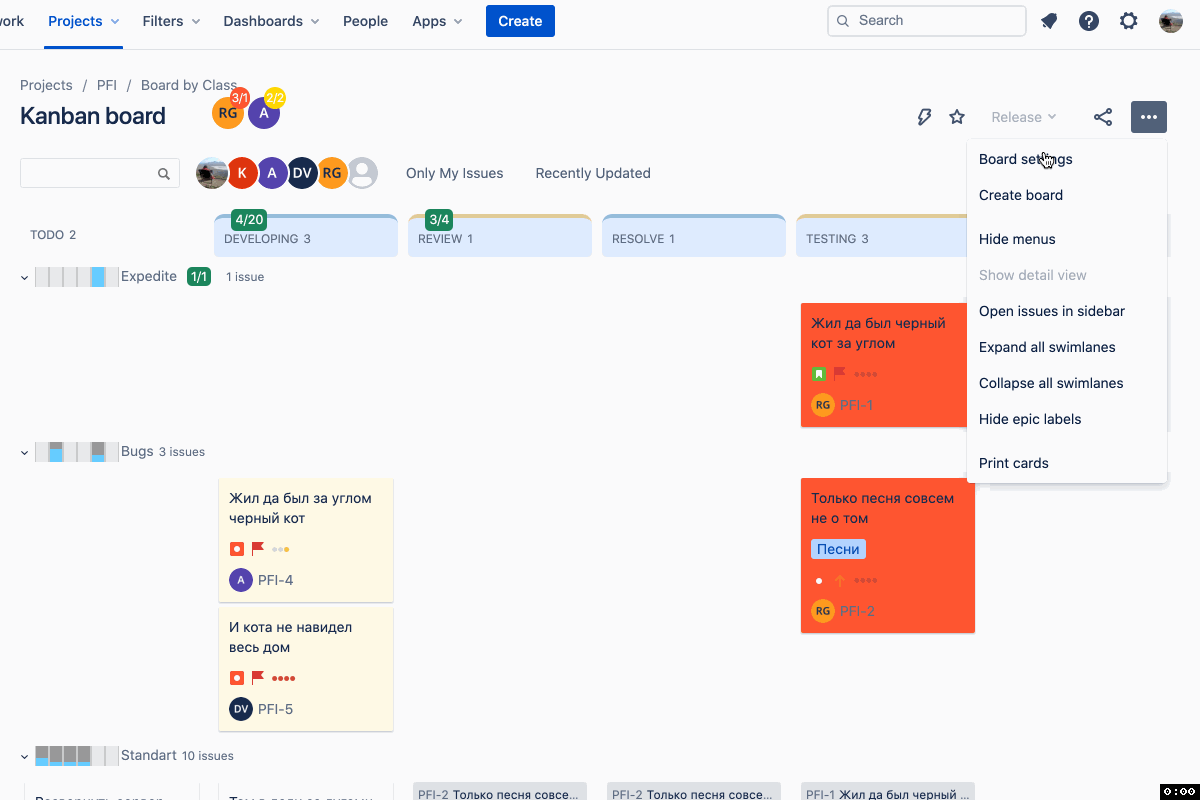 ork Projects Filters Dashboards People Apps Create Search
Projects / PFI / Board by Class
Kanban board
RG 3/1 A 2/2
Release
K A DV RG Only My Issues Recently Updated
Board settings
Create board
Hide menus
Show detail view
Open issues in sidebar
Expand all swimlanes
Collapse all swimlanes
Hide epic labels
Print cards
TODO 2
4/20
DEVELOPING 3
3/4
REVIEW 1
RESOLVE 1
TESTING 3
Expedite 1/1 1 issue
Жил да был черный
кот за углом
RG PFI-1
Bugs 3 issues
Жил да был за углом
черный кот
A PFI-4
И кота не навидел
весь дом
DV PFI-5
Только песня совсем
не о том
Песни
RG PFI-2
Standart 10 issues
PFI-2 Только песня совсе...
PFI-2 Только песня совсе...
PFI-1 Жил да был черный ...
0:00